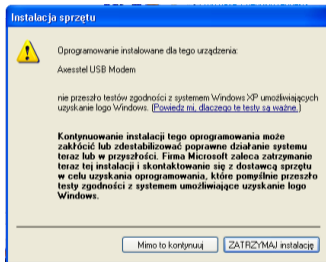 Instalacja sprzętu
Oprogramowanie instalowane dla tego urządzenia:
Axesstel USB Modem
nie przeszło testów zgodności z systemem Windows XP umożliwiających
uzyskanie logo Windows. (Powiedz mi, dlaczego te testy są ważne.)
Kontynuowanie instalacji tego oprogramowania może
zakłócić lub zdestabilizować poprawne działanie systemu
teraz lub w przyszłości. Firma Microsoft zaleca zatrzymanie
teraz tej instalacji i skontaktowanie się z dostawcą sprzętu
w celu uzyskania oprogramowania, które pomyślnie przeszło
testy zgodności z systemem umożliwiające uzyskanie logo
Windows.
Mimo to kontynuuj
ZATRZYMAJ instalację